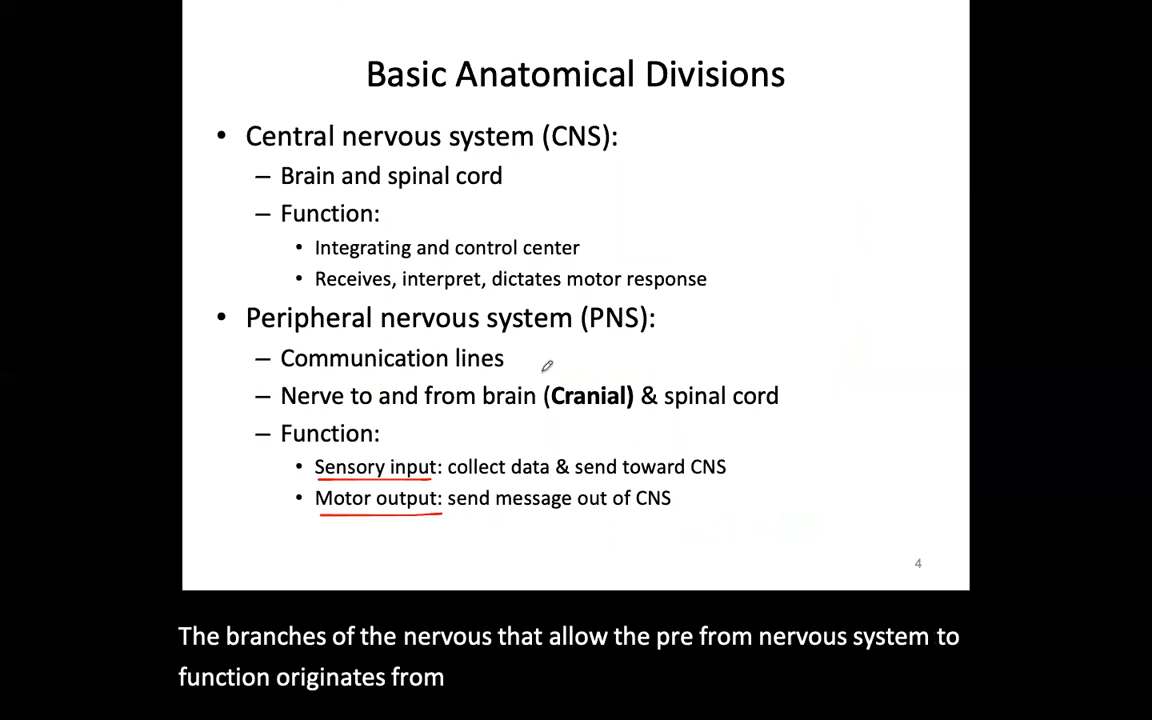 Basic Anatomical Divisions
• Central nervous system (CNS):
– Brain and spinal cord
– Function:
• Integrating and control center
• Receives, interpret, dictates motor response
• Peripheral nervous system (PNS):
– Communication lines
– Nerve to and from brain (Cranial) & spinal cord
– Function:
• Sensory input: collect data & send toward CNS
• Motor output: send message out of CNS
4
The branches of the nervous that allow the pre from nervous system to
function originates from